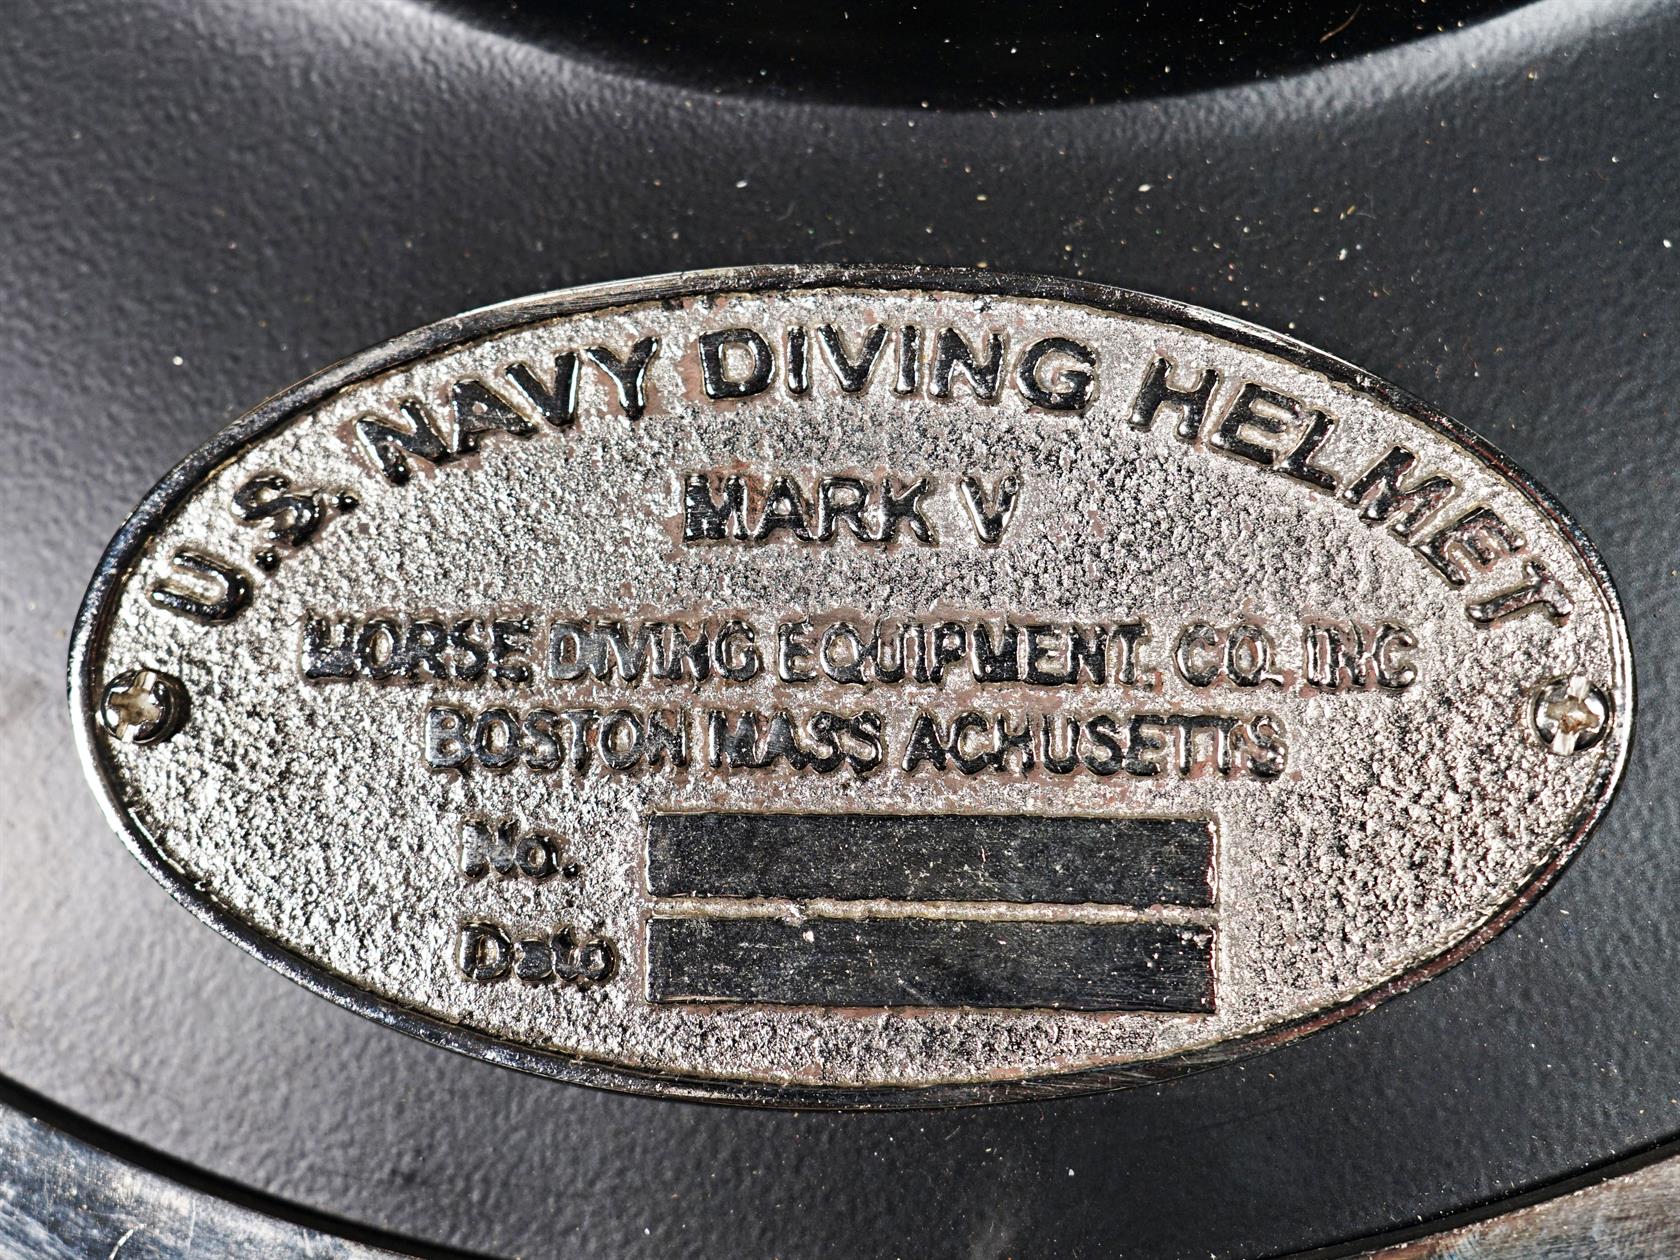 U.S. NAVY DIVING HELMET
MARK V
MORSE DIVING EQUIPMENT. CO. INC
BOSTON MASS ACHUSETTS
No.
Date